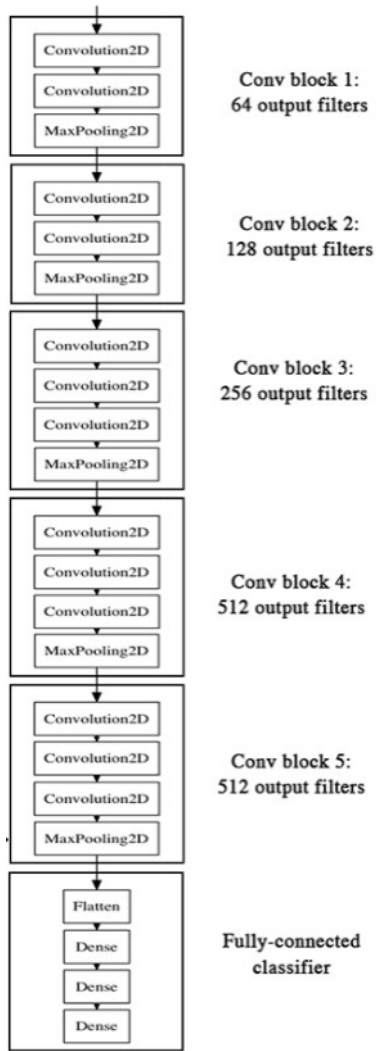 Convolution2D
Convolution2D
MaxPooling2D
Conv block 1:
64 output filters
Convolution2D
Convolution2D
MaxPooling2D
Conv block 2:
128 output filters
Convolution2D
Convolution2D
Convolution2D
MaxPooling2D
Conv block 3:
256 output filters
Convolution2D
Convolution2D
Convolution2D
MaxPooling2D
Conv block 4:
512 output filters
Convolution2D
Convolution2D
Convolution2D
MaxPooling2D
Conv block 5:
512 output filters
Flatten
Dense
Dense
Dense
Fully-connected
classifier